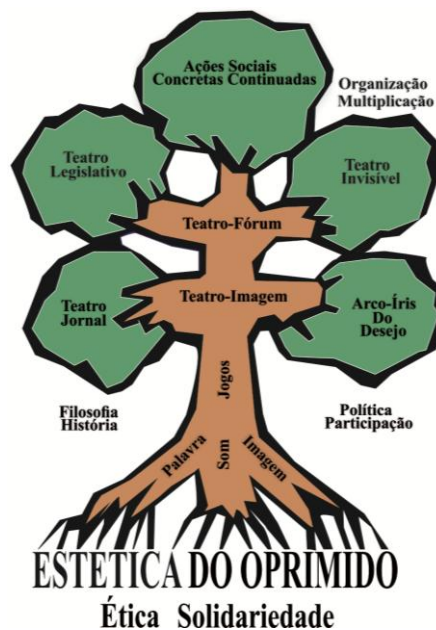 Ações Sociais
Concretas Continuadas
Organização
Multiplicação
Teatro
Legislativo
Teatro
Invisível
Teatro-Fórum
Teatro
Jornal
Teatro-Imagem
Arco-Íris
Do
Desejo
Jogos
Filosofia
História
Política
Participação
Palavra
Som
Imagem
ESTÉTICA DO OPRIMIDO
Ética Solidariedade